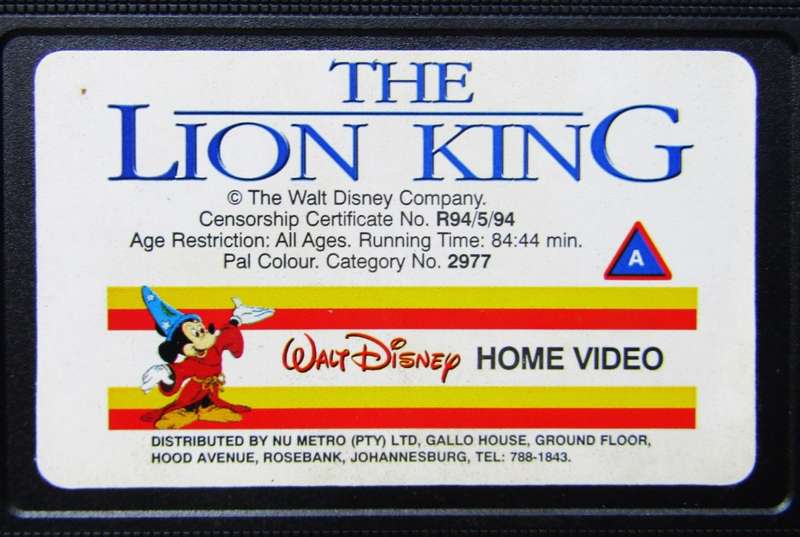 THE
LION KING
© The Walt Disney Company.
Censorship Certificate No. R94/5/94
Age Restriction: All Ages. Running Time: 84:44 min.
Pal Colour. Category No. 2977
A
WALT DISNEY HOME VIDEO
DISTRIBUTED BY NU METRO (PTY) LTD, GALLO HOUSE, GROUND FLOOR,
HOOD AVENUE, ROSEBANK, JOHANNESBURG, TEL: 788-1843.